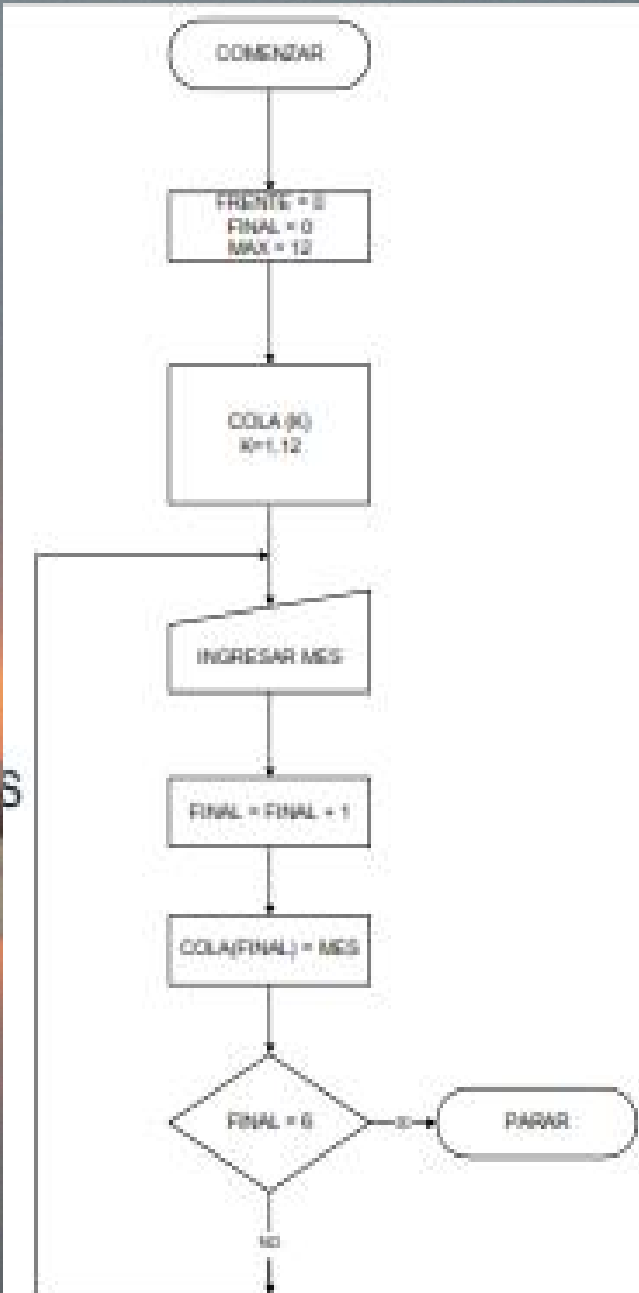 COMENZAR
FRENTE = 0
FINAL = 0
MAX = 12
COLA (K)
K=1,12
INGRESAR MES
FINAL = FINAL + 1
COLA(FINAL) = MES
FINAL = 6
PARAR
NO